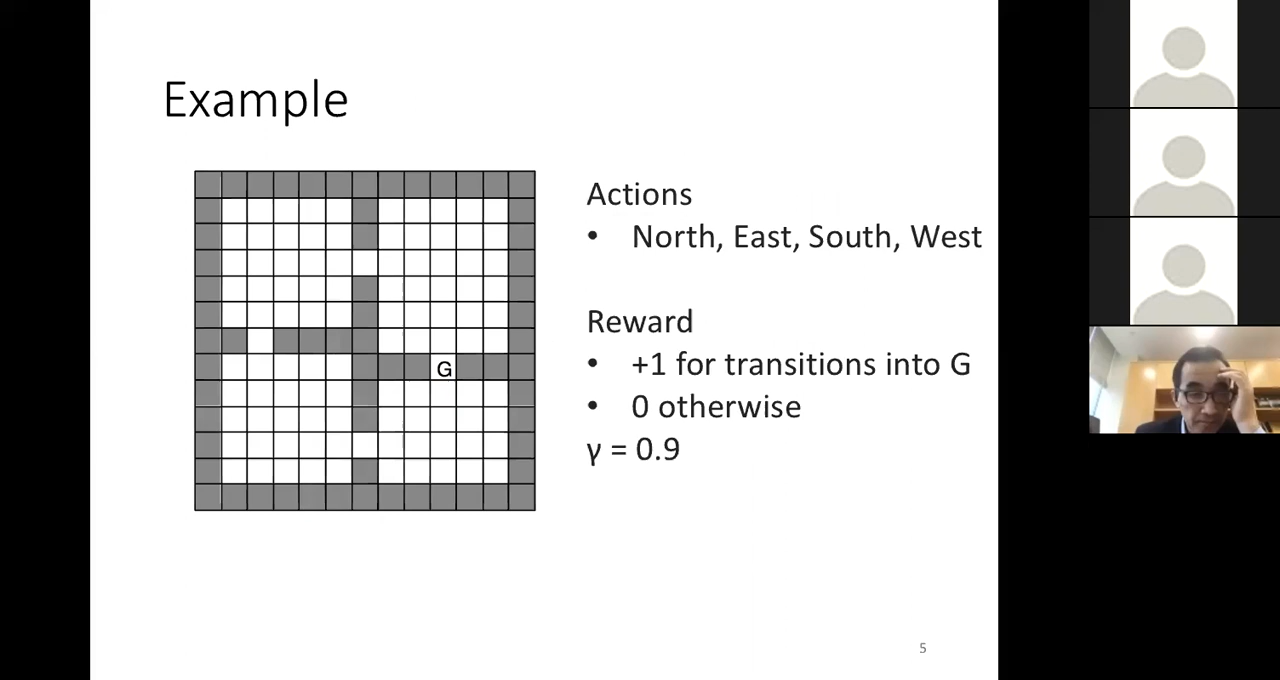 Example
Actions
• North, East, South, West
Reward
• +1 for transitions into G
• 0 otherwise
γ = 0.9
G
5